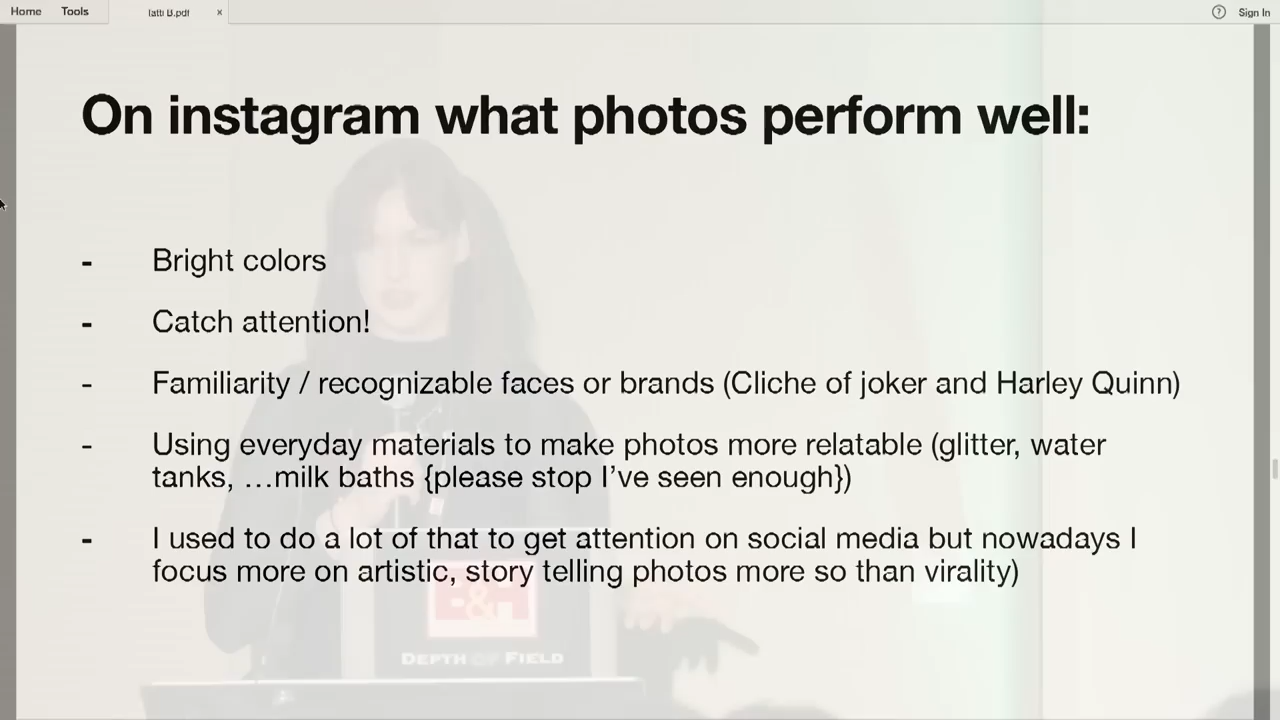 Home Tools Tatti B.pdf × ? Sign In
On instagram what photos perform well:
- Bright colors
- Catch attention!
- Familiarity / recognizable faces or brands (Cliche of joker and Harley Quinn)
- Using everyday materials to make photos more relatable (glitter, water
tanks, …milk baths {please stop I’ve seen enough})
- I used to do a lot of that to get attention on social media but nowadays I
focus more on artistic, story telling photos more so than virality)
B&H
DEPTH OF FIELD